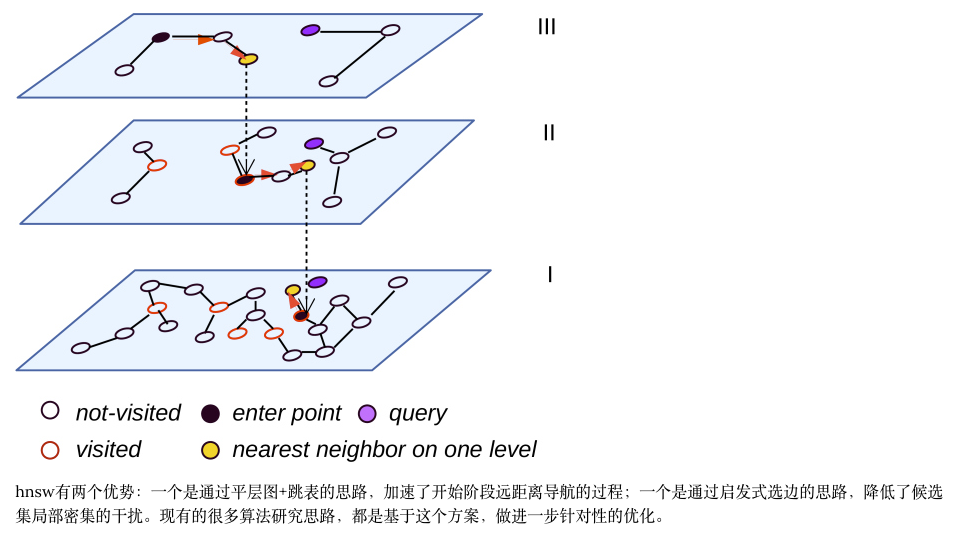 III
II
I
not-visited enter point query
visited nearest neighbor on one level
hnsw有两个优势：一个是通过平层图+跳表的思路，加速了开始阶段远距离导航的过程；一个是通过启发式选边的思路，降低了候选
集局部密集的干扰。现有的很多算法研究思路，都是基于这个方案，做进一步针对性的优化。